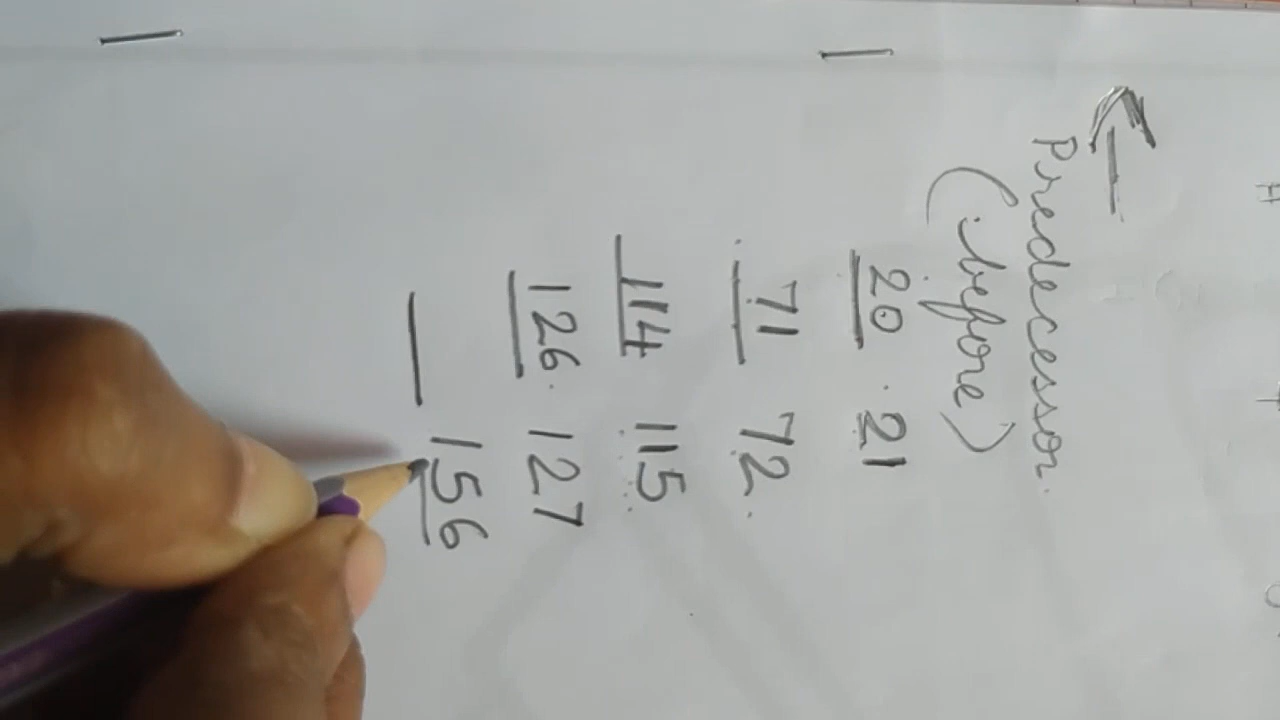 Predecessor.
(before)
20 21
71 72
114 115
126 127
156